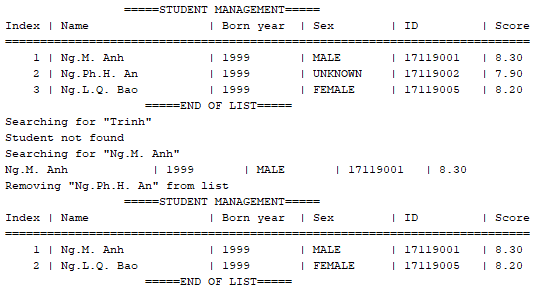 =====STUDENT MANAGEMENT=====
Index | Name | Born year | Sex | ID | Score
================================================================================
1 | Ng.M. Anh | 1999 | MALE | 17119001 | 8.30
2 | Ng.Ph.H. An | 1999 | UNKNOWN | 17119002 | 7.90
3 | Ng.L.Q. Bao | 1999 | FEMALE | 17119005 | 8.20
=====END OF LIST=====
Searching for "Trinh"
Student not found
Searching for "Ng.M. Anh"
Ng.M. Anh | 1999 | MALE | 17119001 | 8.30
Removing "Ng.Ph.H. An" from list
=====STUDENT MANAGEMENT=====
Index | Name | Born year | Sex | ID | Score
================================================================================
1 | Ng.M. Anh | 1999 | MALE | 17119001 | 8.30
2 | Ng.L.Q. Bao | 1999 | FEMALE | 17119005 | 8.20
=====END OF LIST=====